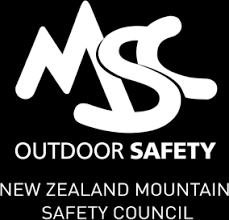 MSC
OUTDOOR SAFETY
NEW ZEALAND MOUNTAIN
SAFETY COUNCIL